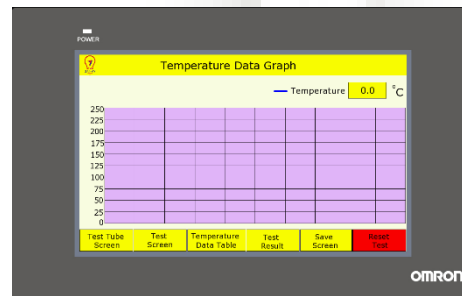 POWER
Temperature Data Graph
Temperature 0.0 °C
250
225
200
175
150
125
100
75
50
25
0
Test Tube Screen
Test Screen
Temperature Data Table
Test Result
Save Screen
Reset Test
OMRON